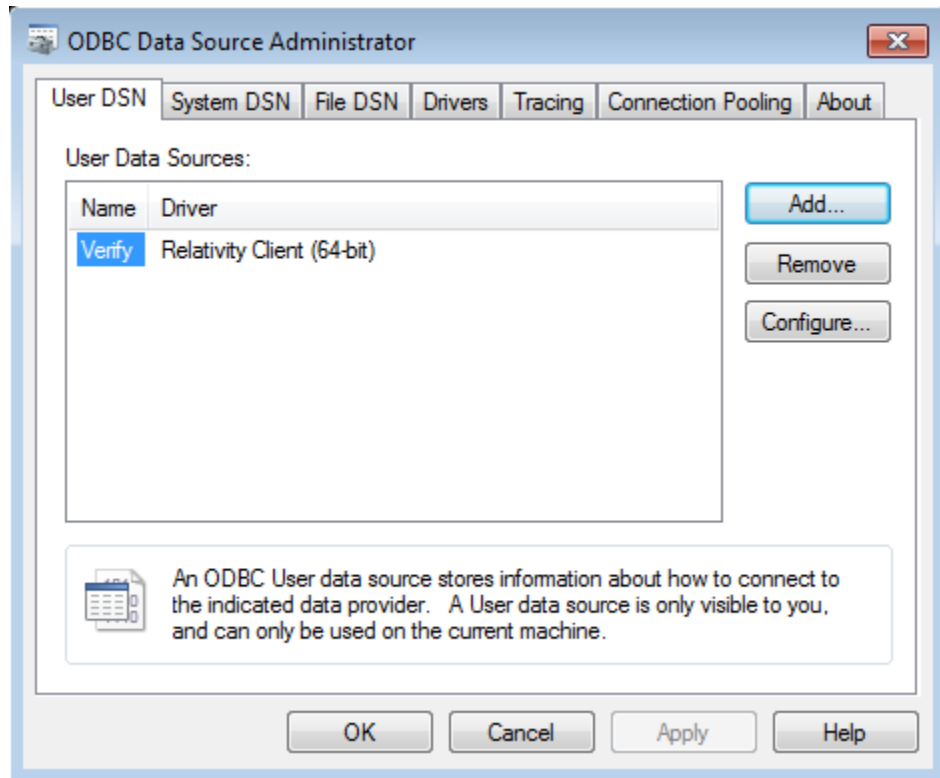 ODBC Data Source Administrator
User DSN System DSN File DSN Drivers Tracing Connection Pooling About
User Data Sources:
Name Driver
Verify Relativity Client (64-bit)
Add...
Remove
Configure...
An ODBC User data source stores information about how to connect to
the indicated data provider. A User data source is only visible to you,
and can only be used on the current machine.
OK Cancel Apply Help